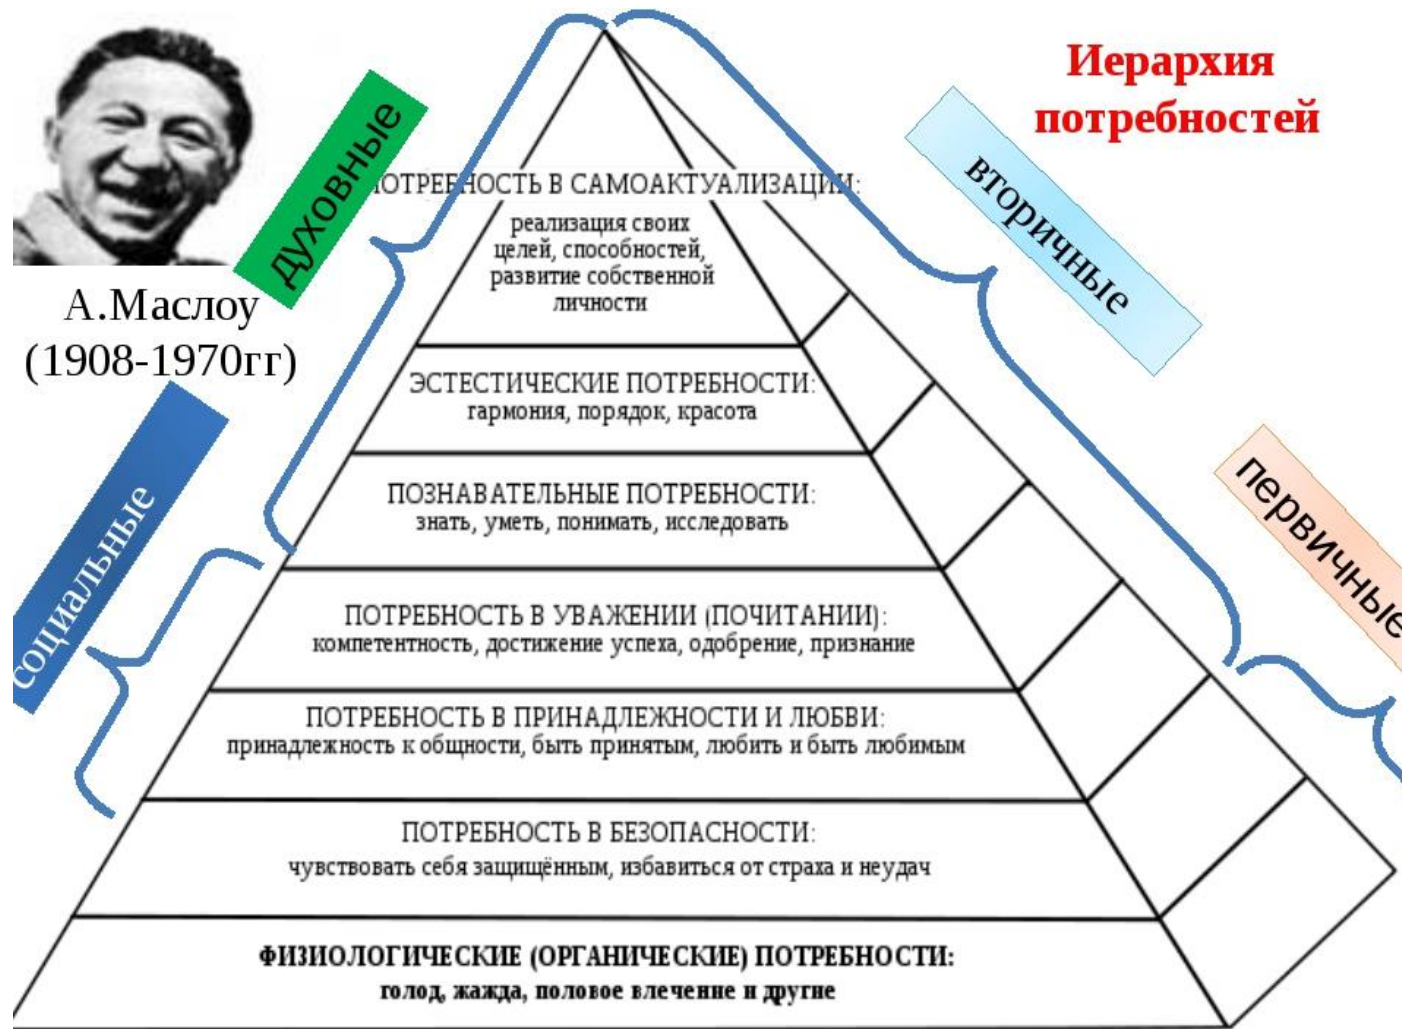 Иерархия
потребностей
духовные
вторичные
А.Маслоу
(1908-1970гг)
социальные
первичные
ПОТРЕБНОСТЬ В САМОАКТУАЛИЗАЦИИ:
реализация своих
целей, способностей,
развитие собственной
личности
ЭСТЕСТИЧЕСКИЕ ПОТРЕБНОСТИ:
гармония, порядок, красота
ПОЗНАВАТЕЛЬНЫЕ ПОТРЕБНОСТИ:
знать, уметь, понимать, исследовать
ПОТРЕБНОСТЬ В УВАЖЕНИИ (ПОЧИТАНИИ):
компетентность, достижение успеха, одобрение, признание
ПОТРЕБНОСТЬ В ПРИНАДЛЕЖНОСТИ И ЛЮБВИ:
принадлежность к общности, быть принятым, любить и быть любимым
ПОТРЕБНОСТЬ В БЕЗОПАСНОСТИ:
чувствовать себя защищённым, избавиться от страха и неудач
ФИЗИОЛОГИЧЕСКИЕ (ОРГАНИЧЕСКИЕ) ПОТРЕБНОСТИ:
голод, жажда, половое влечение и другие